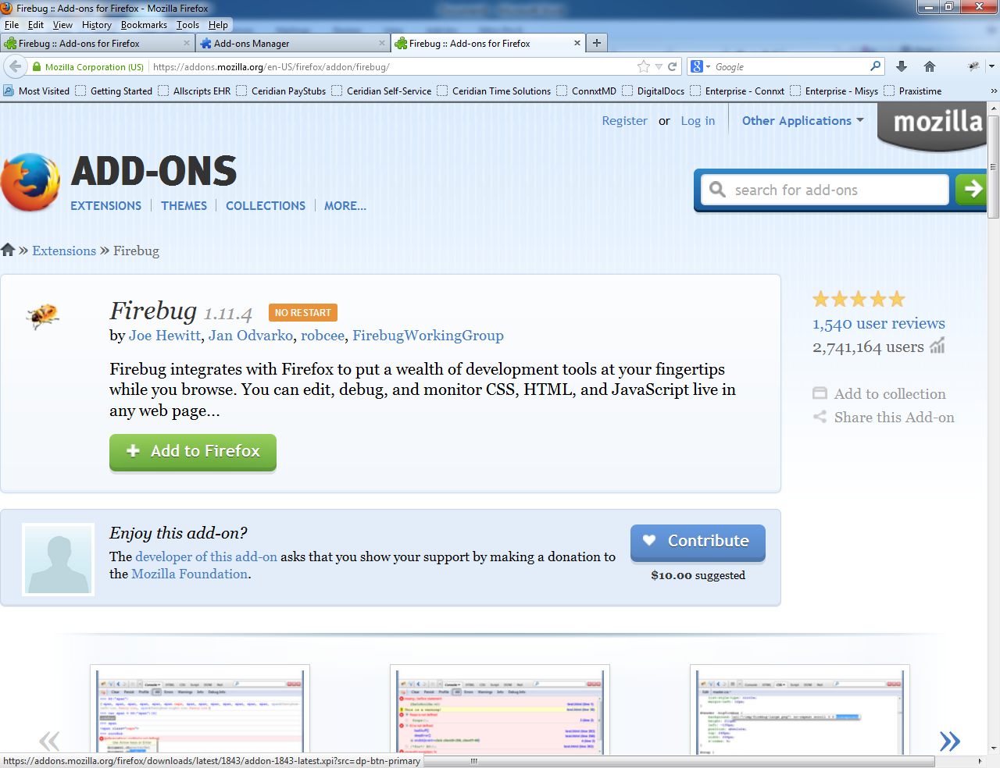 Firebug :: Add-ons for Firefox - Mozilla Firefox
File Edit View History Bookmarks Tools Help
Firebug :: Add-ons for Firefox
Add-ons Manager
Firebug :: Add-ons for Firefox
Mozilla Corporation (US) https://addons.mozilla.org/en-US/firefox/addon/firebug/ Google
Most Visited Getting Started Allscripts EHR Ceridian PayStubs Ceridian Self-Service Ceridian Time Solutions ConnxtMD DigitalDocs Enterprise - Connxt Enterprise - Misys Praxistime
Register or Log in Other Applications mozilla
ADD-ONS
EXTENSIONS THEMES COLLECTIONS MORE...
search for add-ons
» Extensions » Firebug
Firebug 1.11.4 NO RESTART
by Joe Hewitt, Jan Odvarko, robcee, FirebugWorkingGroup
Firebug integrates with Firefox to put a wealth of development tools at your fingertips
while you browse. You can edit, debug, and monitor CSS, HTML, and JavaScript live in
any web page...
Add to Firefox
1,540 user reviews
2,741,164 users
Add to collection
Share this Add-on
Enjoy this add-on?
The developer of this add-on asks that you show your support by making a donation to
the Mozilla Foundation.
Contribute
$10.00 suggested
https://addons.mozilla.org/firefox/downloads/latest/1843/addon-1843-latest.xpi?src=dp-btn-primary